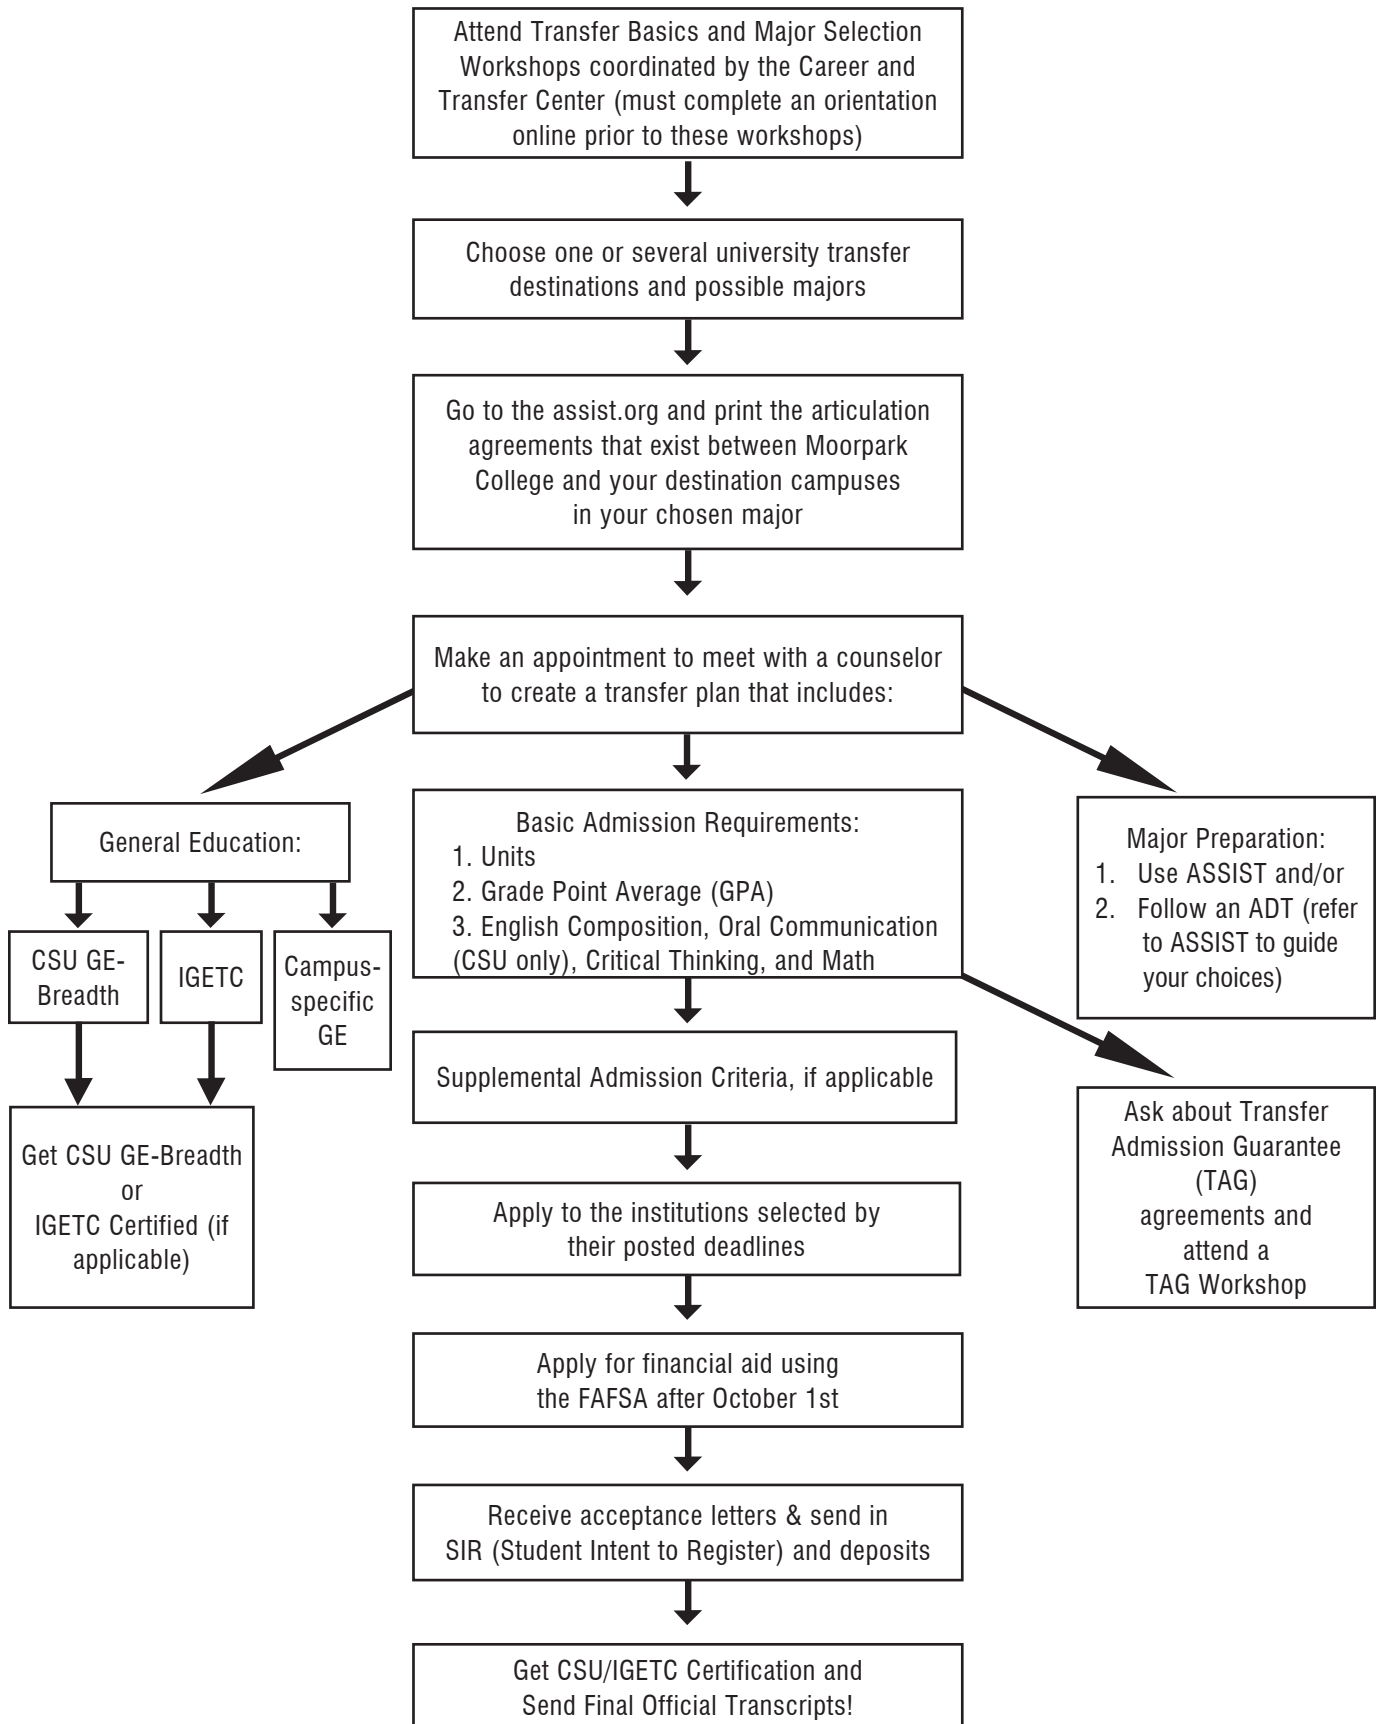 Attend Transfer Basics and Major Selection
Workshops coordinated by the Career and
Transfer Center (must complete an orientation
online prior to these workshops)
Choose one or several university transfer
destinations and possible majors
Go to the assist.org and print the articulation
agreements that exist between Moorpark
College and your destination campuses
in your chosen major
Make an appointment to meet with a counselor
to create a transfer plan that includes:
General Education:
CSU GE-
Breadth
IGETC
Campus-
specific
GE
Get CSU GE-Breadth
or
IGETC Certified (if
applicable)
Basic Admission Requirements:
1. Units
2. Grade Point Average (GPA)
3. English Composition, Oral Communication
(CSU only), Critical Thinking, and Math
Major Preparation:
1. Use ASSIST and/or
2. Follow an ADT (refer
to ASSIST to guide
your choices)
Supplemental Admission Criteria, if applicable
Ask about Transfer
Admission Guarantee
(TAG)
agreements and
attend a
TAG Workshop
Apply to the institutions selected by
their posted deadlines
Apply for financial aid using
the FAFSA after October 1st
Receive acceptance letters & send in
SIR (Student Intent to Register) and deposits
Get CSU/IGETC Certification and
Send Final Official Transcripts!